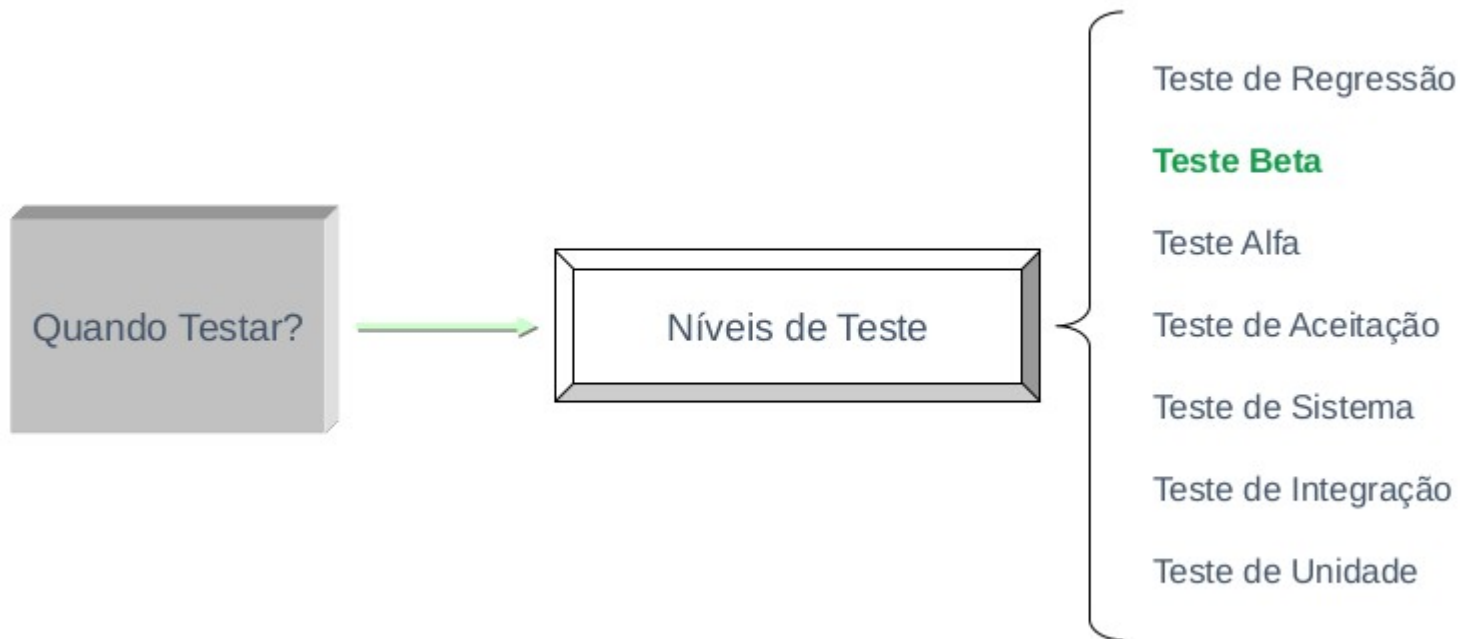 Quando Testar?
Níveis de Teste
Teste de Regressão
Teste Beta
Teste Alfa
Teste de Aceitação
Teste de Sistema
Teste de Integração
Teste de Unidade